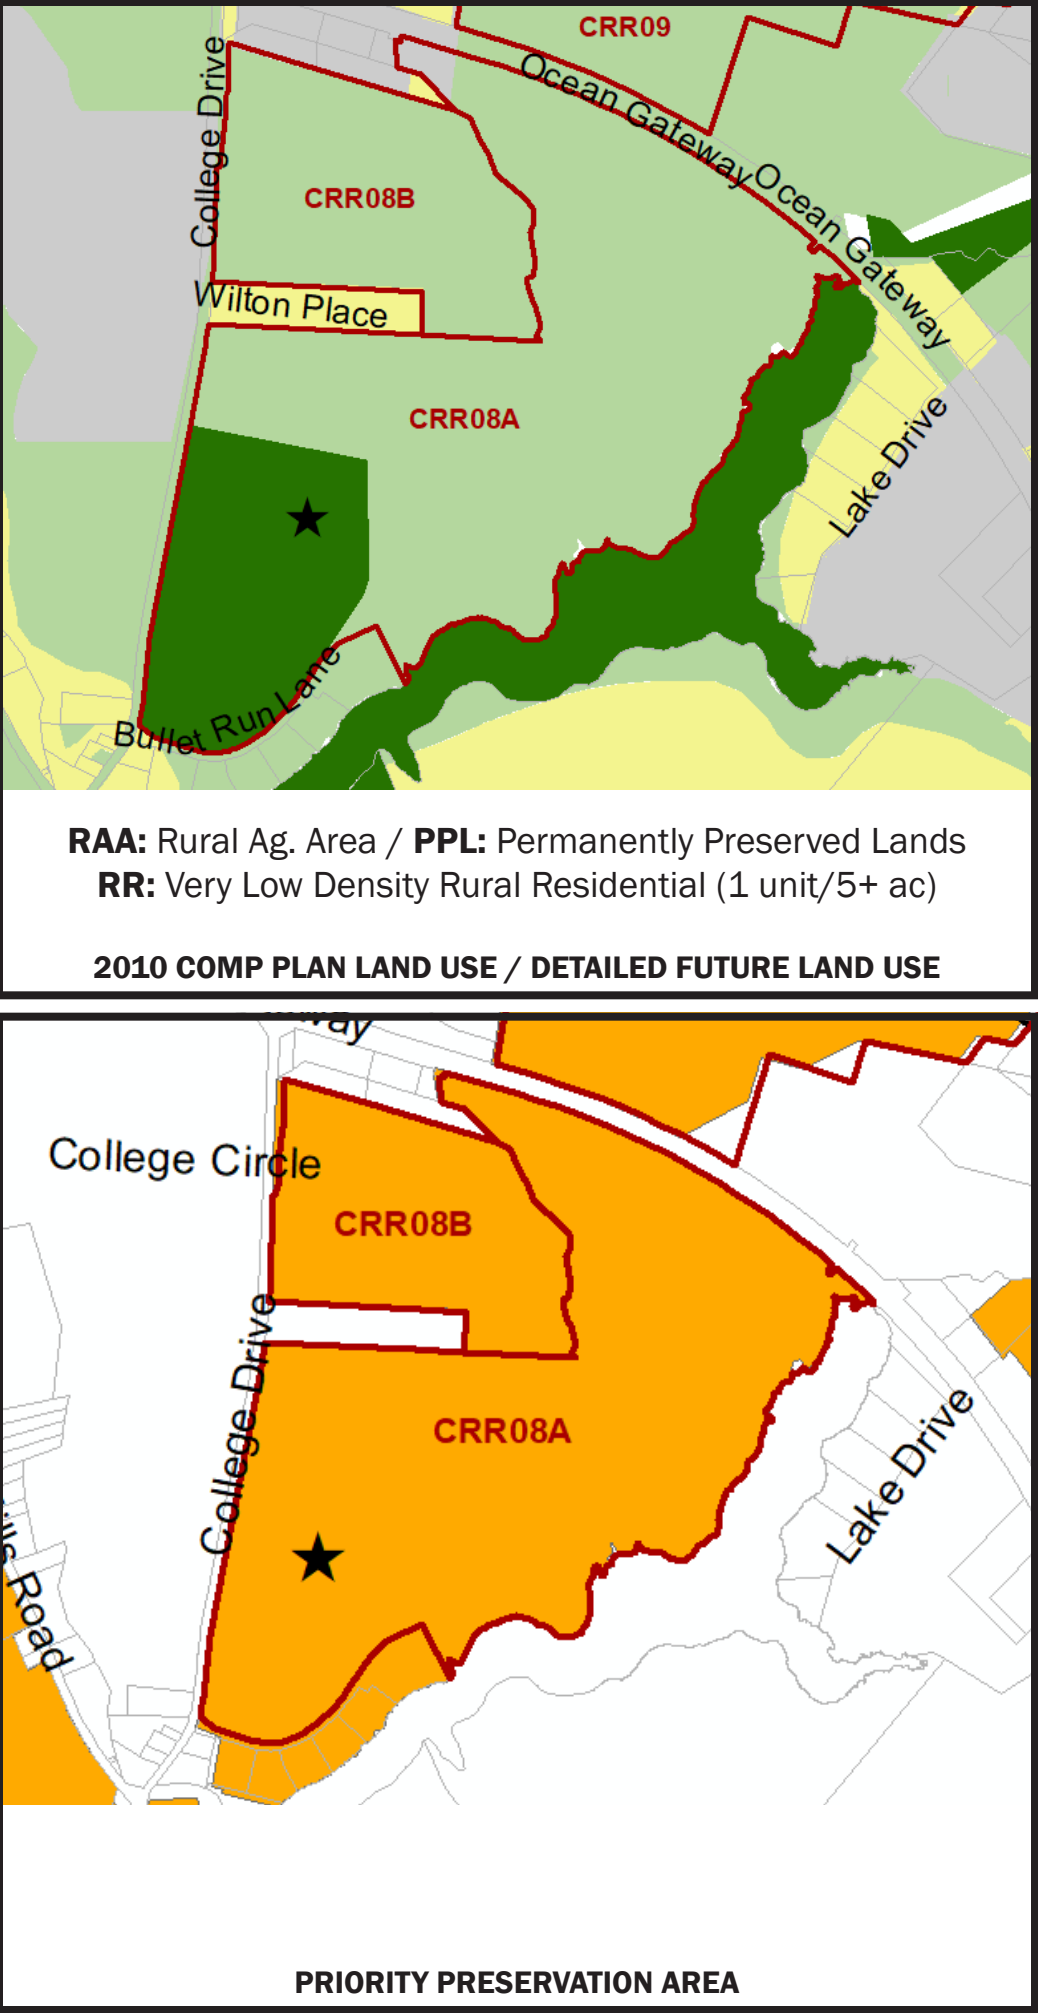 CRR09
College Drive
Ocean Gateway
Ocean Gateway
CRR08B
Wilton Place
CRR08A
Lake Drive
Bullet Run Lane
RAA: Rural Ag. Area / PPL: Permanently Preserved Lands
RR: Very Low Density Rural Residential (1 unit/5+ ac)
2010 COMP PLAN LAND USE / DETAILED FUTURE LAND USE
College Circle
CRR08B
College Drive
CRR08A
Lake Drive
Road
PRIORITY PRESERVATION AREA